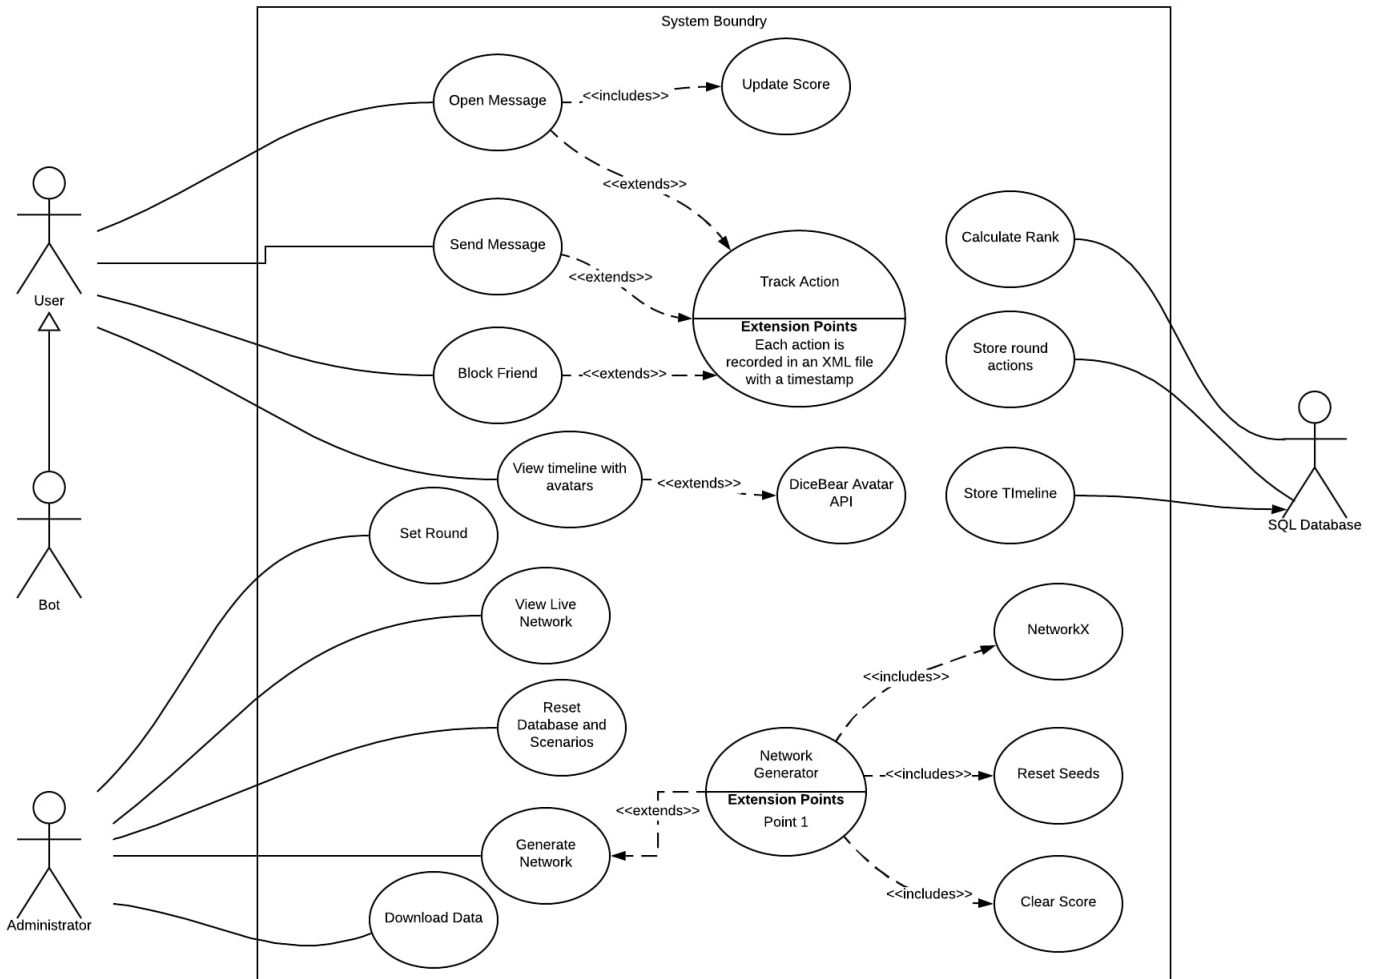 System Boundry
Update Score
Open Message
<<includes>>
<<extends>>
Send Message
Calculate Rank
<<extends>>
Track Action
User
Extension Points
Each action is
recorded in an XML file
with a timestamp
Store round
actions
Block Friend
<<extends>>
View timeline with
avatars
<<extends>>
DiceBear Avatar
API
Store TImeline
SQL Database
Set Round
Bot
View Live
Network
NetworkX
<<includes>>
Reset
Database and
Scenarios
Network
Generator
Extension Points
Point 1
<<includes>>
Reset Seeds
<<extends>>
Generate
Network
<<includes>>
Clear Score
Administrator
Download Data